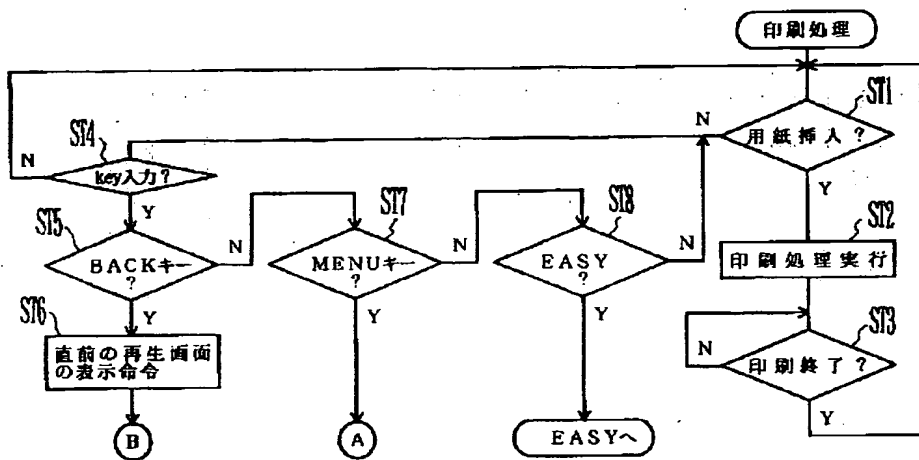 印刷処理
ST1
用紙挿入?
N
Y
ST2
印刷処理実行
ST3
印刷終了?
N
Y
ST4
key入力?
N
Y
ST5
BACKキー
?
N
Y
ST6
直前の再生画面
の表示命令
B
ST7
MENUキー
?
N
Y
A
ST8
EASY
?
N
Y
EASYへ